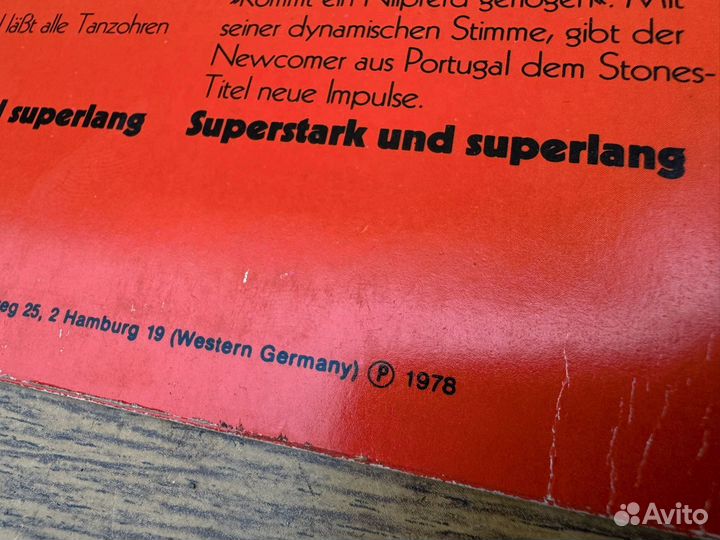 »Kommt ein Nilpferd geflogen«. Mit
läßt alle Tanzohren
seiner dynamischen Stimme, gibt der
Newcomer aus Portugal dem Stones-
Titel neue Impulse.
superlang
Superstark und superlang
25, 2 Hamburg 19 (Western Germany) ℗ 1978
Avito